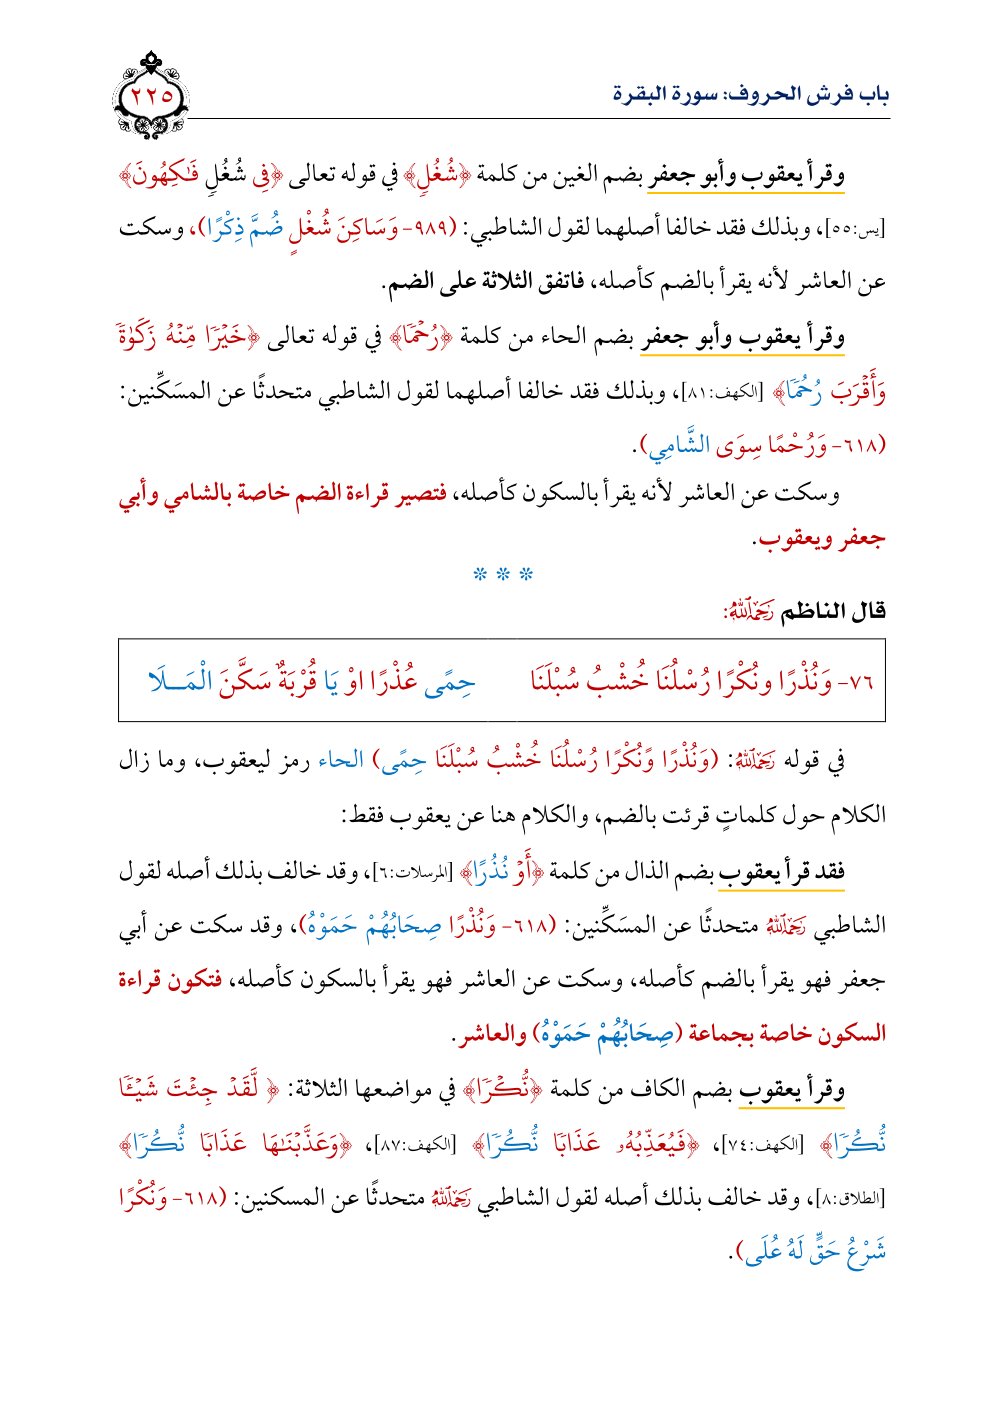 باب فرش الحروف: سورة البقرة
٢٢٥
وقرأ يعقوب وأبو جعفر بضم الغين من كلمة ﴿شُغُلٖ﴾ في قوله تعالى ﴿فِي شُغُلٖ فَٰكِهُونَ﴾
[يس:٥٥]، وبذلك فقد خالفا أصلهما لقول الشاطبي: (٩٨٩- وَسَاكِنَ شُغْلٍ ضُمَّ ذِكْرًا)، وسكت
عن العاشر لأنه يقرأ بالضم كأصله، فاتفق الثلاثة على الضم.
وقرأ يعقوب وأبو جعفر بضم الحاء من كلمة ﴿رُحْمٗا﴾ في قوله تعالى ﴿خَيْرٗا مِّنْهُ زَكَوٰةٗ
وَأَقْرَبَ رُحُمٗا﴾ [الكهف:٨١]، وبذلك فقد خالفا أصلهما لقول الشاطبي متحدثًا عن المسَكِّنين:
(٦١٨- وَرُحْمًا سِوَى الشَّامِي).
وسكت عن العاشر لأنه يقرأ بالسكون كأصله، فتصير قراءة الضم خاصة بالشامي وأبي
جعفر ويعقوب.
* * *
قال الناظم رَحِمَهُ ٱللَّهُ:
٧٦- وَنُذْرًا ونُكْرًا رُسْلُنَا خُشْبُ سُبْلَنَا حِمًى عُذْرًا اوْ يَا قُرْبَةٌ سَكَّنَ الْمَـــلَا
في قوله رَحِمَهُ ٱللَّهُ: (وَنُذْرًا وَنُكْرًا رُسْلُنَا خُشْبُ سُبْلَنَا حِمًى) الحاء رمز ليعقوب، وما زال
الكلام حول كلماتٍ قرئت بالضم، والكلام هنا عن يعقوب فقط:
فقد قرأ يعقوب بضم الذال من كلمة ﴿أَوْ نُذُرًا﴾ [المرسلات:٦]، وقد خالف بذلك أصله لقول
الشاطبي رَحِمَهُ ٱللَّهُ متحدثًا عن المسَكِّنين: (٦١٨- وَنُذْرًا صِحَابُهُمْ حَمَوْهُ)، وقد سكت عن أبي
جعفر فهو يقرأ بالضم كأصله، وسكت عن العاشر فهو يقرأ بالسكون كأصله، فتكون قراءة
السكون خاصة بجماعة (صِحَابُهُمْ حَمَوْهُ) والعاشر.
وقرأ يعقوب بضم الكاف من كلمة ﴿نُّكْرٗا﴾ في مواضعها الثلاثة: ﴿ لَّقَدْ جِئْتَ شَيْـٔٗا
نُّكُرٗا﴾ [الكهف:٧٤]، ﴿فَيُعَذِّبُهُۥ عَذَابٗا نُّكُرٗا﴾ [الكهف:٨٧]، ﴿وَعَذَّبْنَٰهَا عَذَابٗا نُّكُرٗا﴾
[الطلاق:٨]، وقد خالف بذلك أصله لقول الشاطبي رَحِمَهُ ٱللَّهُ متحدثًا عن المسكنين: (٦١٨- وَنُكْرًا
شَرْعُ حَقٍّ لَهُ عُلَى).